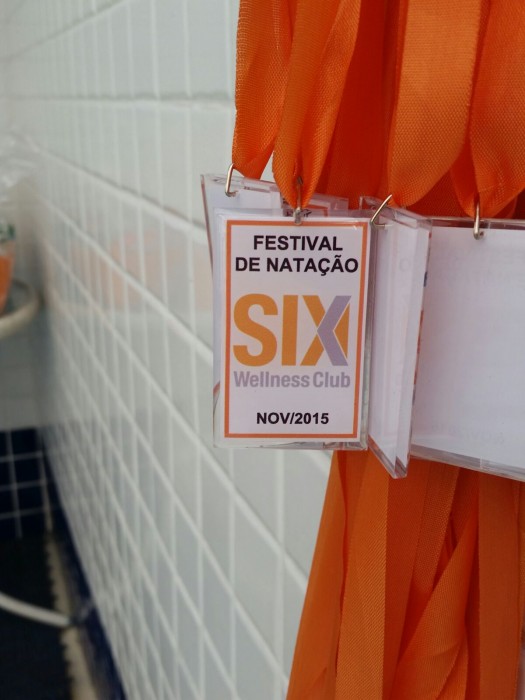 FESTIVAL
DE NATAÇÃO
SIX
Wellness Club
NOV/2015